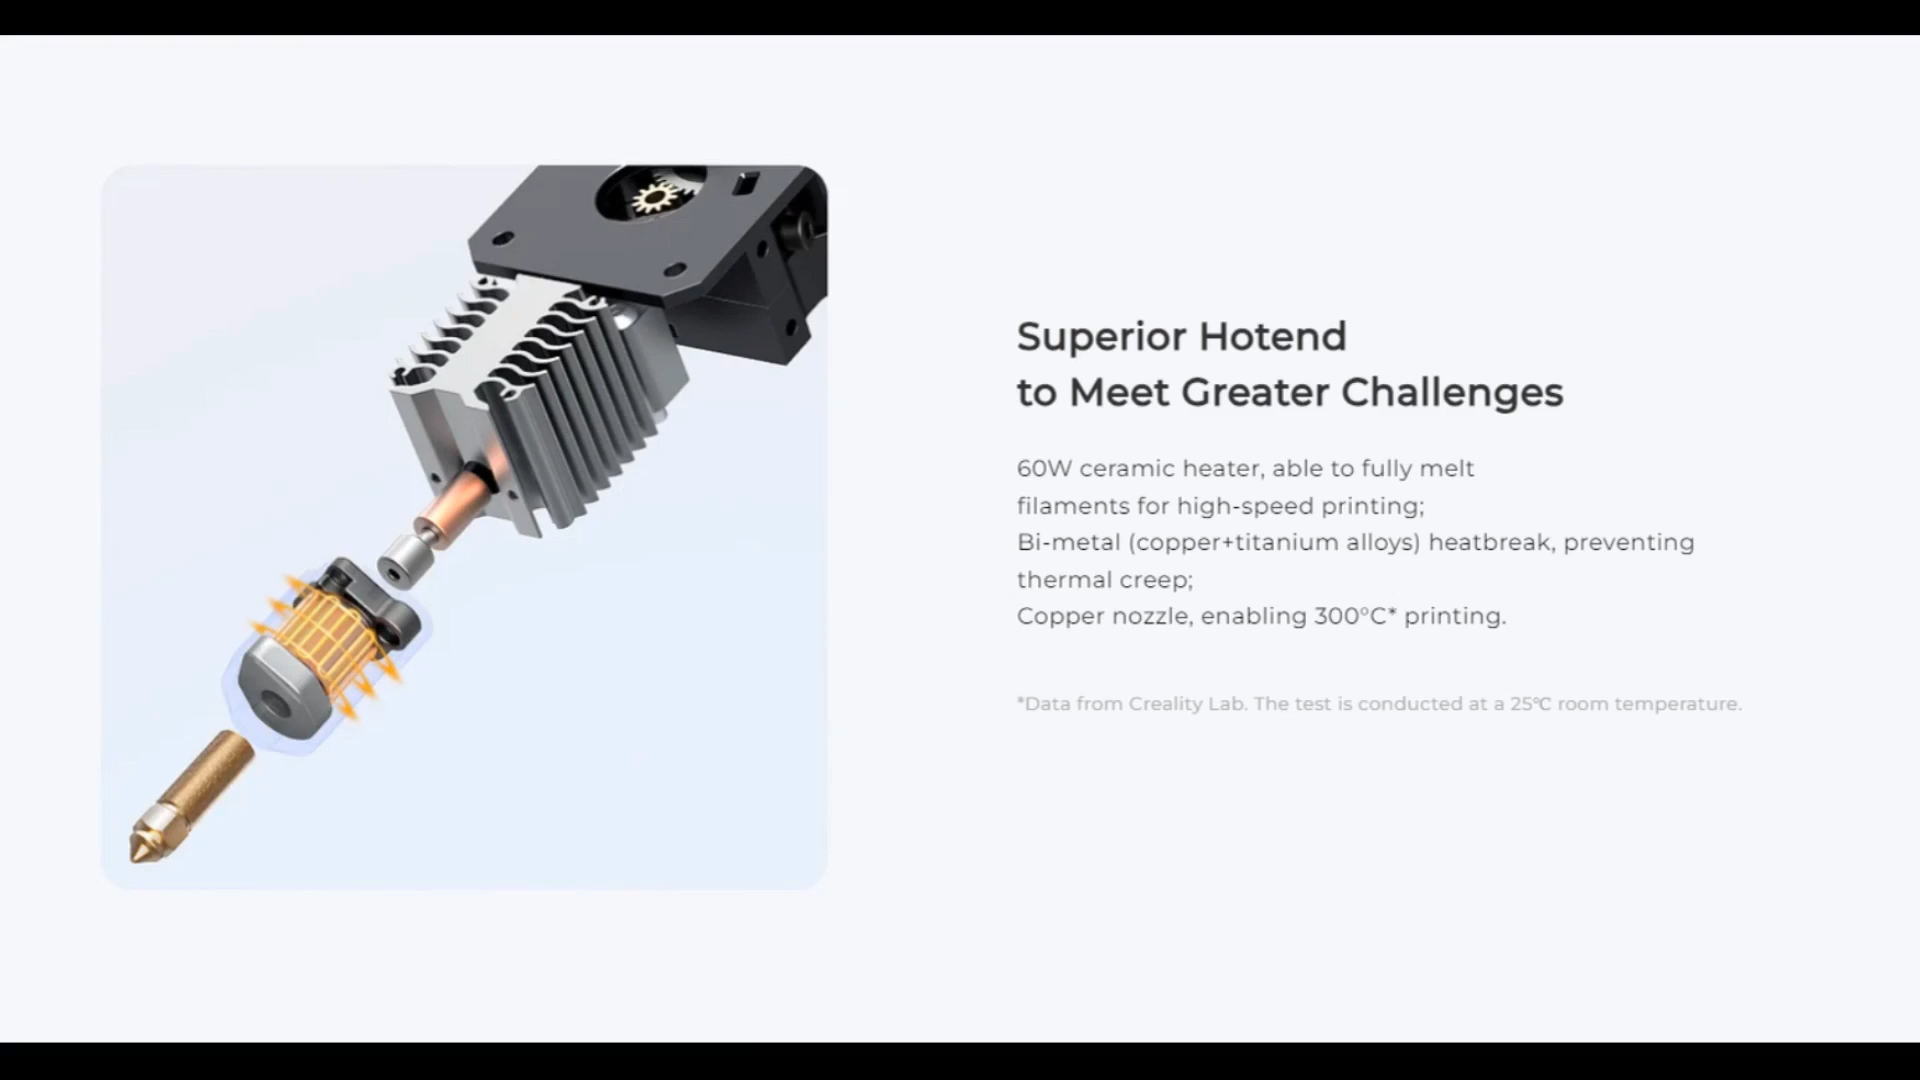 Superior Hotend
to Meet Greater Challenges
60W ceramic heater, able to fully melt
filaments for high-speed printing;
Bi-metal (copper+titanium alloys) heatbreak, preventing
thermal creep;
Copper nozzle, enabling 300°C* printing.
*Data from Creality Lab. The test is conducted at a 25℃ room temperature.